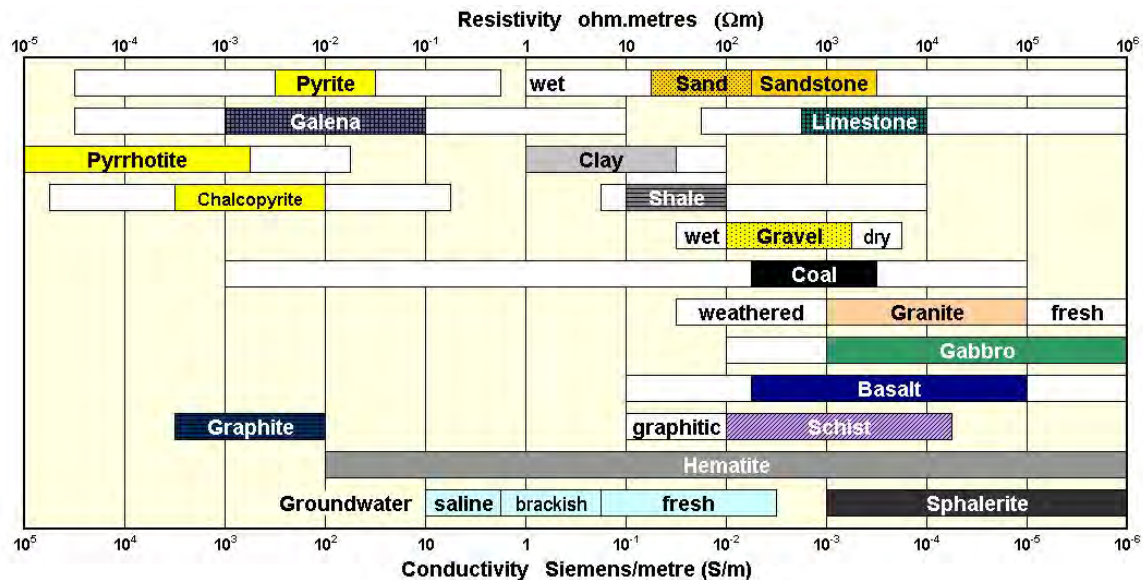 Resistivity ohm.metres (Ωm)
10⁻⁵ 10⁻⁴ 10⁻³ 10⁻² 10⁻¹ 1 10 10² 10³ 10⁴ 10⁵ 10⁶
Pyrite wet Sand Sandstone
Galena Limestone
Pyrrhotite Clay
Chalcopyrite Shale
wet Gravel dry
Coal
weathered Granite fresh
Gabbro
Basalt
Graphite graphitic Schist
Hematite
Groundwater saline brackish fresh Sphalerite
10⁵ 10⁴ 10³ 10² 10 1 10⁻¹ 10⁻² 10⁻³ 10⁻⁴ 10⁻⁵ 10⁻⁶
Conductivity Siemens/metre (S/m)